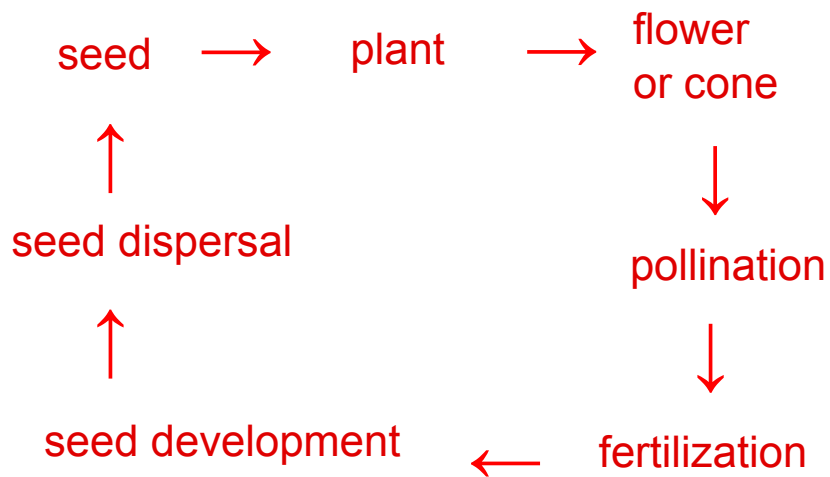 seed → plant → flower
or cone
↑ ↓
seed dispersal
pollination
↑ ↓
seed development ← fertilization